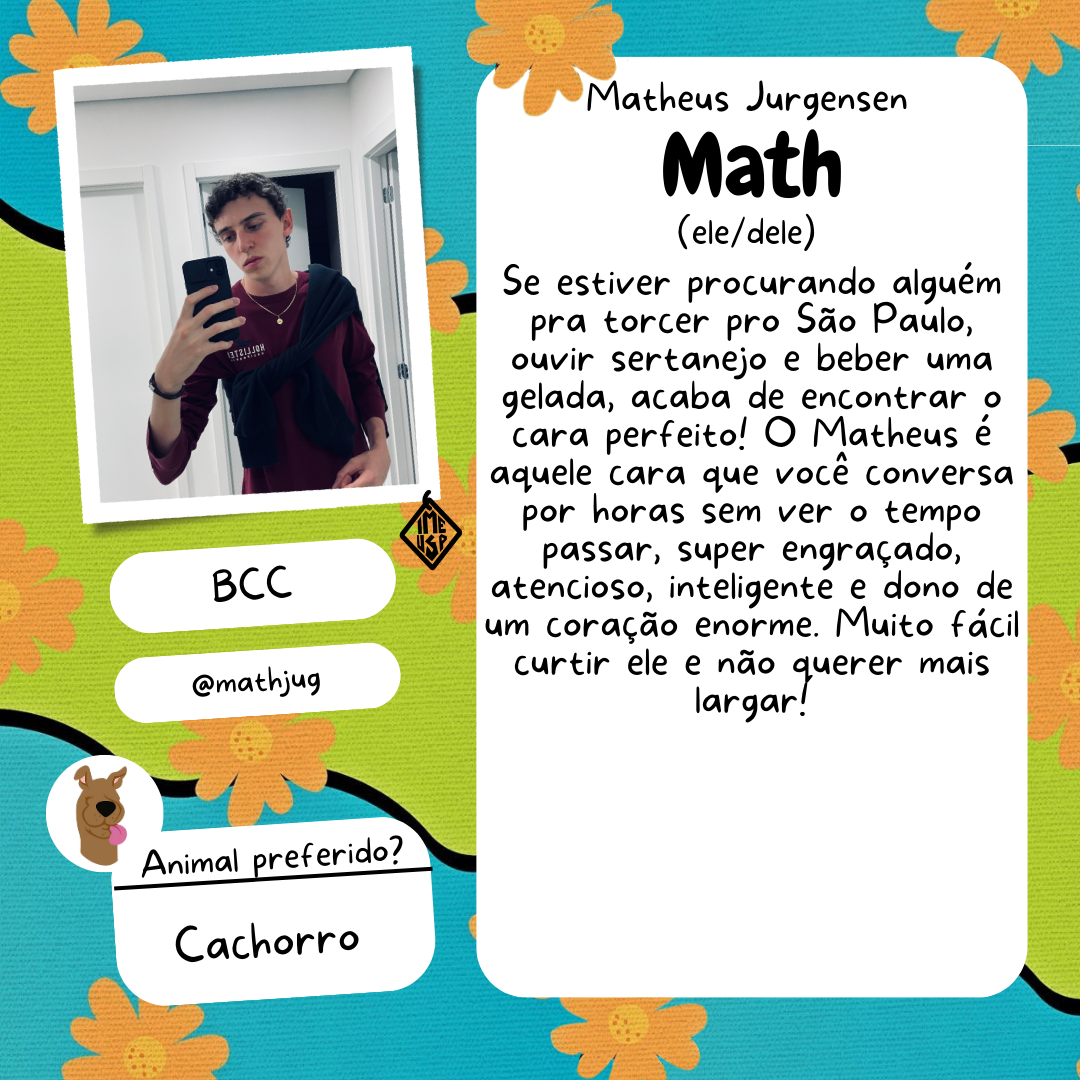 Matheus Jurgensen
Math
(ele/dele)
Se estiver procurando alguém
pra torcer pro São Paulo,
ouvir sertanejo e beber uma
gelada, acaba de encontrar o
cara perfeito! O Matheus é
aquele cara que você conversa
por horas sem ver o tempo
passar, super engraçado,
atencioso, inteligente e dono de
um coração enorme. Muito fácil
curtir ele e não querer mais
largar!
HOLLISTER
IME
USP
BCC
@mathjug
Animal preferido?
Cachorro